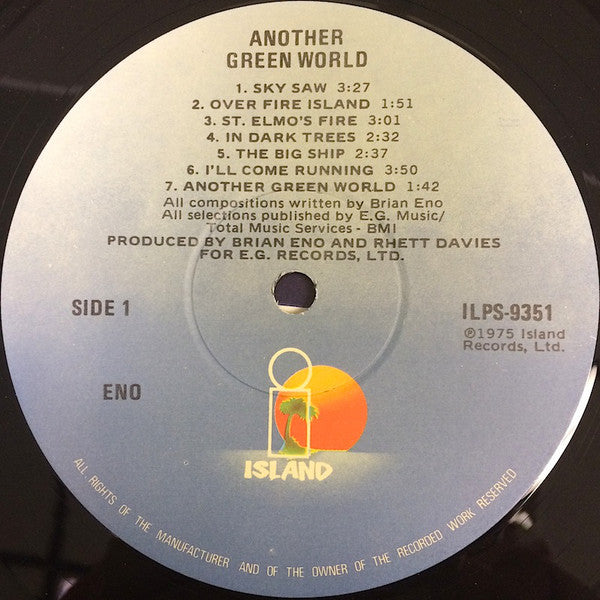 ANOTHER
GREEN WORLD
1. SKY SAW 3:27
2. OVER FIRE ISLAND 1:51
3. ST. ELMO'S FIRE 3:01
4. IN DARK TREES 2:32
5. THE BIG SHIP 2:37
6. I'LL COME RUNNING 3:50
7. ANOTHER GREEN WORLD 1:42
All compositions written by Brian Eno
All selections published by E.G. Music/
Total Music Services - BMI
PRODUCED BY BRIAN ENO AND RHETT DAVIES
FOR E.G. RECORDS, LTD.
SIDE 1
ILPS-9351
℗1975 Island
Records, Ltd.
ENO
ISLAND
ALL RIGHTS OF THE MANUFACTURER AND OF THE OWNER OF THE RECORDED WORK RESERVED